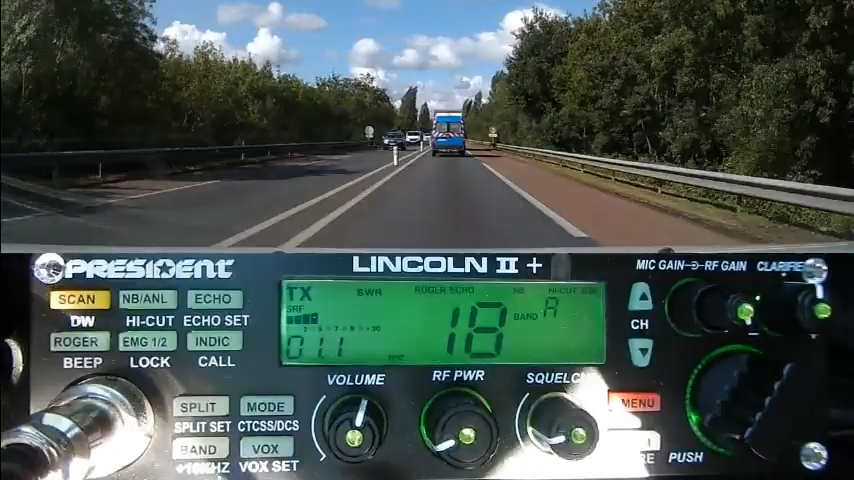 PRESIDENT
LINCOLN II +
MIC GAIN RF GAIN CLARIFIER
SCAN NB/ANL ECHO
DW HI-CUT ECHO SET
ROGER EMG 1/2 INDIC
BEEP LOCK CALL
TX SWR ROGER ECHO HI-CUT
SRF
18 BAND A
CH
VOLUME RF PWR SQUELCH
SPLIT MODE
SPLIT SET CTCSS/DCS
BAND VOX
+10KHZ VOX SET
MENU
PUSH